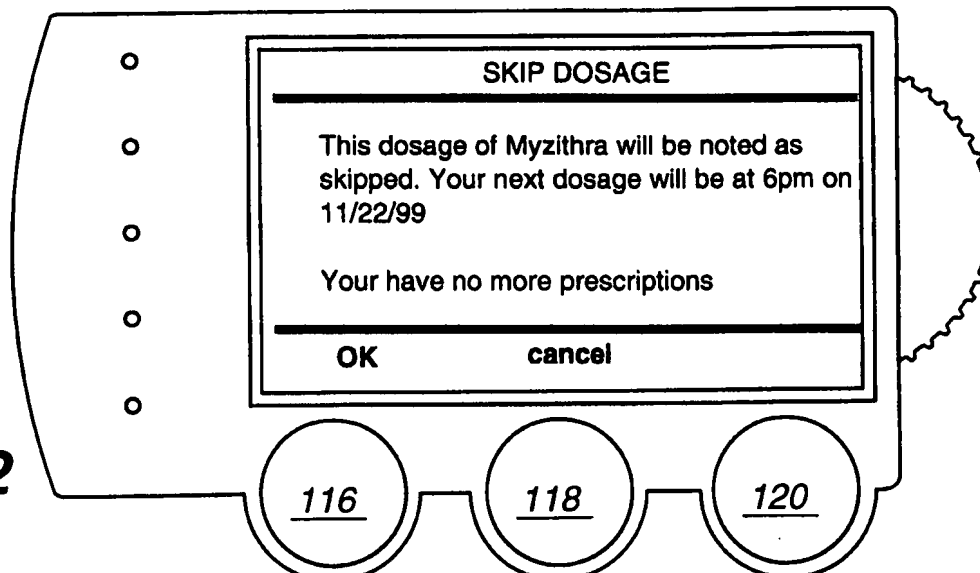 SKIP DOSAGE
This dosage of Myzithra will be noted as
skipped. Your next dosage will be at 6pm on
11/22/99
Your have no more prescriptions
OK cancel
2
116 118 120